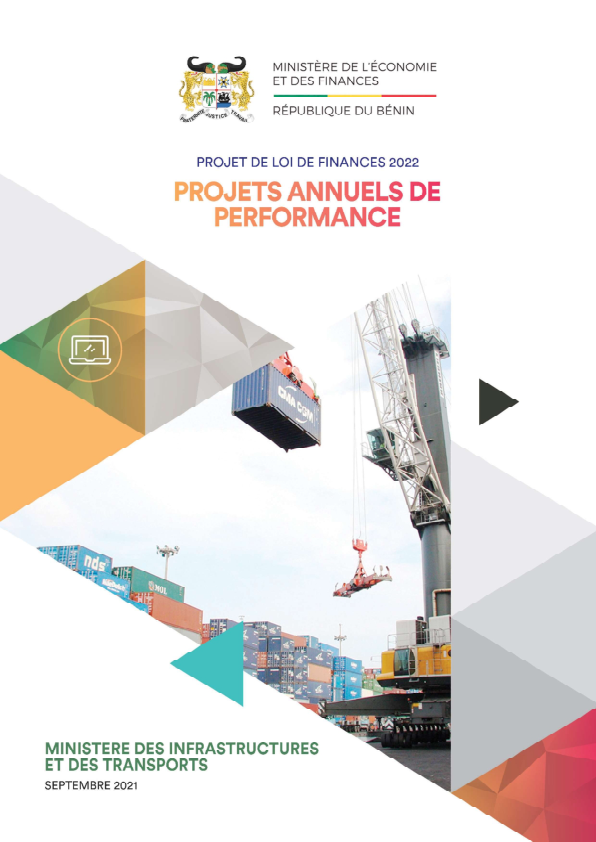 MINISTÈRE DE L'ÉCONOMIE
ET DES FINANCES
RÉPUBLIQUE DU BÉNIN
FRATERNITÉ JUSTICE TRAVAIL
PROJET DE LOI DE FINANCES 2022
PROJETS ANNUELS DE
PERFORMANCE
CMA CGM
nds
MINISTERE DES INFRASTRUCTURES
ET DES TRANSPORTS
SEPTEMBRE 2021